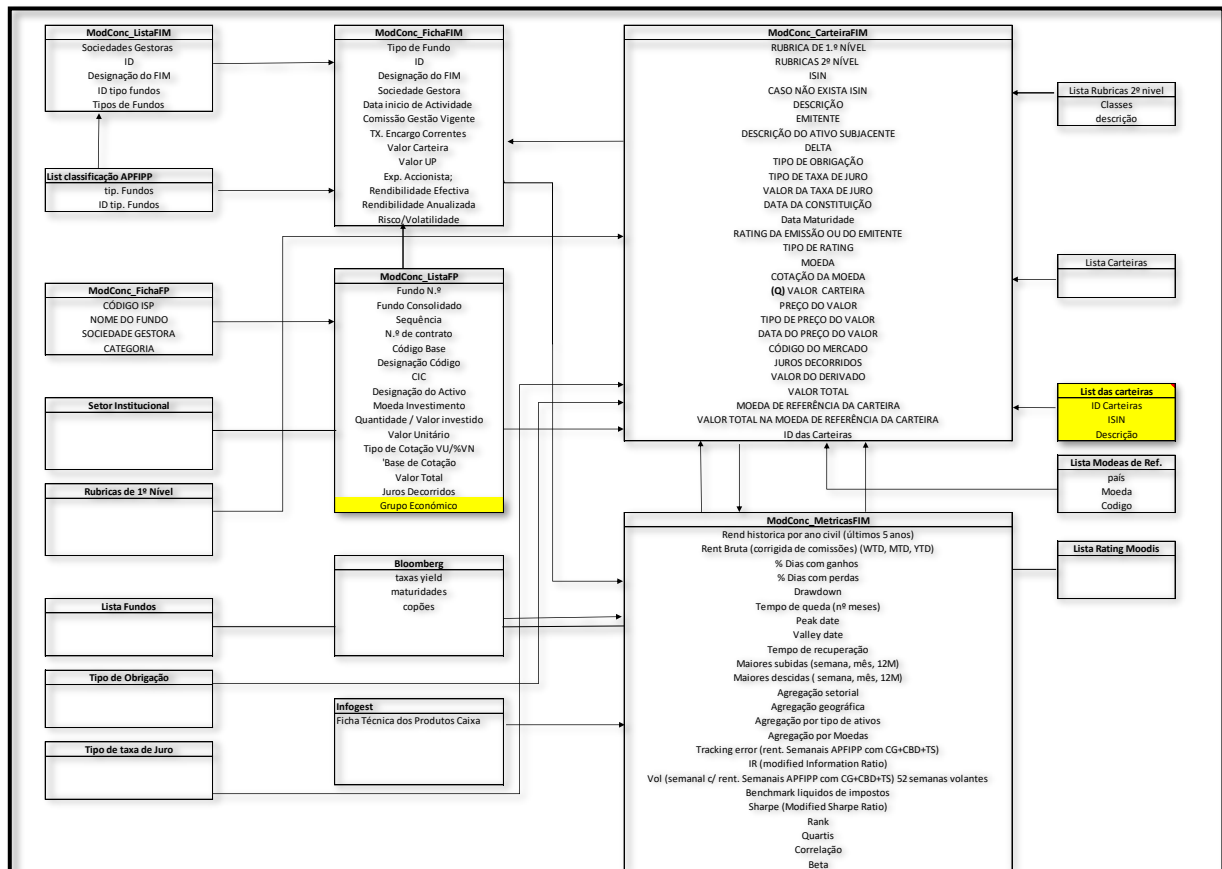 ModConc_ListaFIM
Sociedades Gestoras
ID
Designação do FIM
ID tipo fundos
Tipos de Fundos
List classificação APFIPP
tip. Fundos
ID tip. Fundos
ModConc_FichaFP
CÓDIGO ISP
NOME DO FUNDO
SOCIEDADE GESTORA
CATEGORIA
Setor Institucional
Rubricas de 1º Nível
Lista Fundos
Tipo de Obrigação
Tipo de taxa de Juro
ModConc_FichaFIM
Tipo de Fundo
ID
Designação do FIM
Sociedade Gestora
Data inicio de Actividade
Comissão Gestão Vigente
TX. Encargo Correntes
Valor Carteira
Valor UP
Exp. Accionista;
Rendibilidade Efectiva
Rendibilidade Anualizada
Risco/Volatilidade
ModConc_ListaFP
Fundo N.º
Fundo Consolidado
Sequência
N.º de contrato
Código Base
Designação Código
CIC
Designação do Activo
Moeda Investimento
Quantidade / Valor investido
Valor Unitário
Tipo de Cotação VU/%VN
'Base de Cotação
Valor Total
Juros Decorridos
Grupo Económico
Bloomberg
taxas yield
maturidades
copões
Infogest
Ficha Técnica dos Produtos Caixa
ModConc_CarteiraFIM
RUBRICA DE 1.º NÍVEL
RUBRICAS 2º NÍVEL
ISIN
CASO NÃO EXISTA ISIN
DESCRIÇÃO
EMITENTE
DESCRIÇÃO DO ATIVO SUBJACENTE
DELTA
TIPO DE OBRIGAÇÃO
TIPO DE TAXA DE JURO
VALOR DA TAXA DE JURO
DATA DA CONSTITUIÇÃO
Data Maturidade
RATING DA EMISSÃO OU DO EMITENTE
TIPO DE RATING
MOEDA
COTAÇÃO DA MOEDA
(Q) VALOR CARTEIRA
PREÇO DO VALOR
TIPO DE PREÇO DO VALOR
DATA DO PREÇO DO VALOR
CÓDIGO DO MERCADO
JUROS DECORRIDOS
VALOR DO DERIVADO
VALOR TOTAL
MOEDA DE REFERÊNCIA DA CARTEIRA
VALOR TOTAL NA MOEDA DE REFERÊNCIA DA CARTEIRA
ID das Carteiras
ModConc_MetricasFIM
Rend historica por ano civil (últimos 5 anos)
Rent Bruta (corrigida de comissões) (WTD, MTD, YTD)
% Dias com ganhos
% Dias com perdas
Drawdown
Tempo de queda (nº meses)
Peak date
Valley date
Tempo de recuperação
Maiores subidas (semana, mês, 12M)
Maiores descidas ( semana, mês, 12M)
Agregação setorial
Agregação geográfica
Agregação por tipo de ativos
Agregação por Moedas
Tracking error (rent. Semanais APFIPP com CG+CBD+TS)
IR (modified Information Ratio)
Vol (semanal c/ rent. Semanais APFIPP com CG+CBD+TS) 52 semanas volantes
Benchmark liquidos de impostos
Sharpe (Modified Sharpe Ratio)
Rank
Quartis
Correlação
Beta
Lista Rubricas 2º nivel
Classes
descrição
Lista Carteiras
List das carteiras
ID Carteiras
ISIN
Descrição
Lista Modeas de Ref.
país
Moeda
Codigo
Lista Rating Moodis